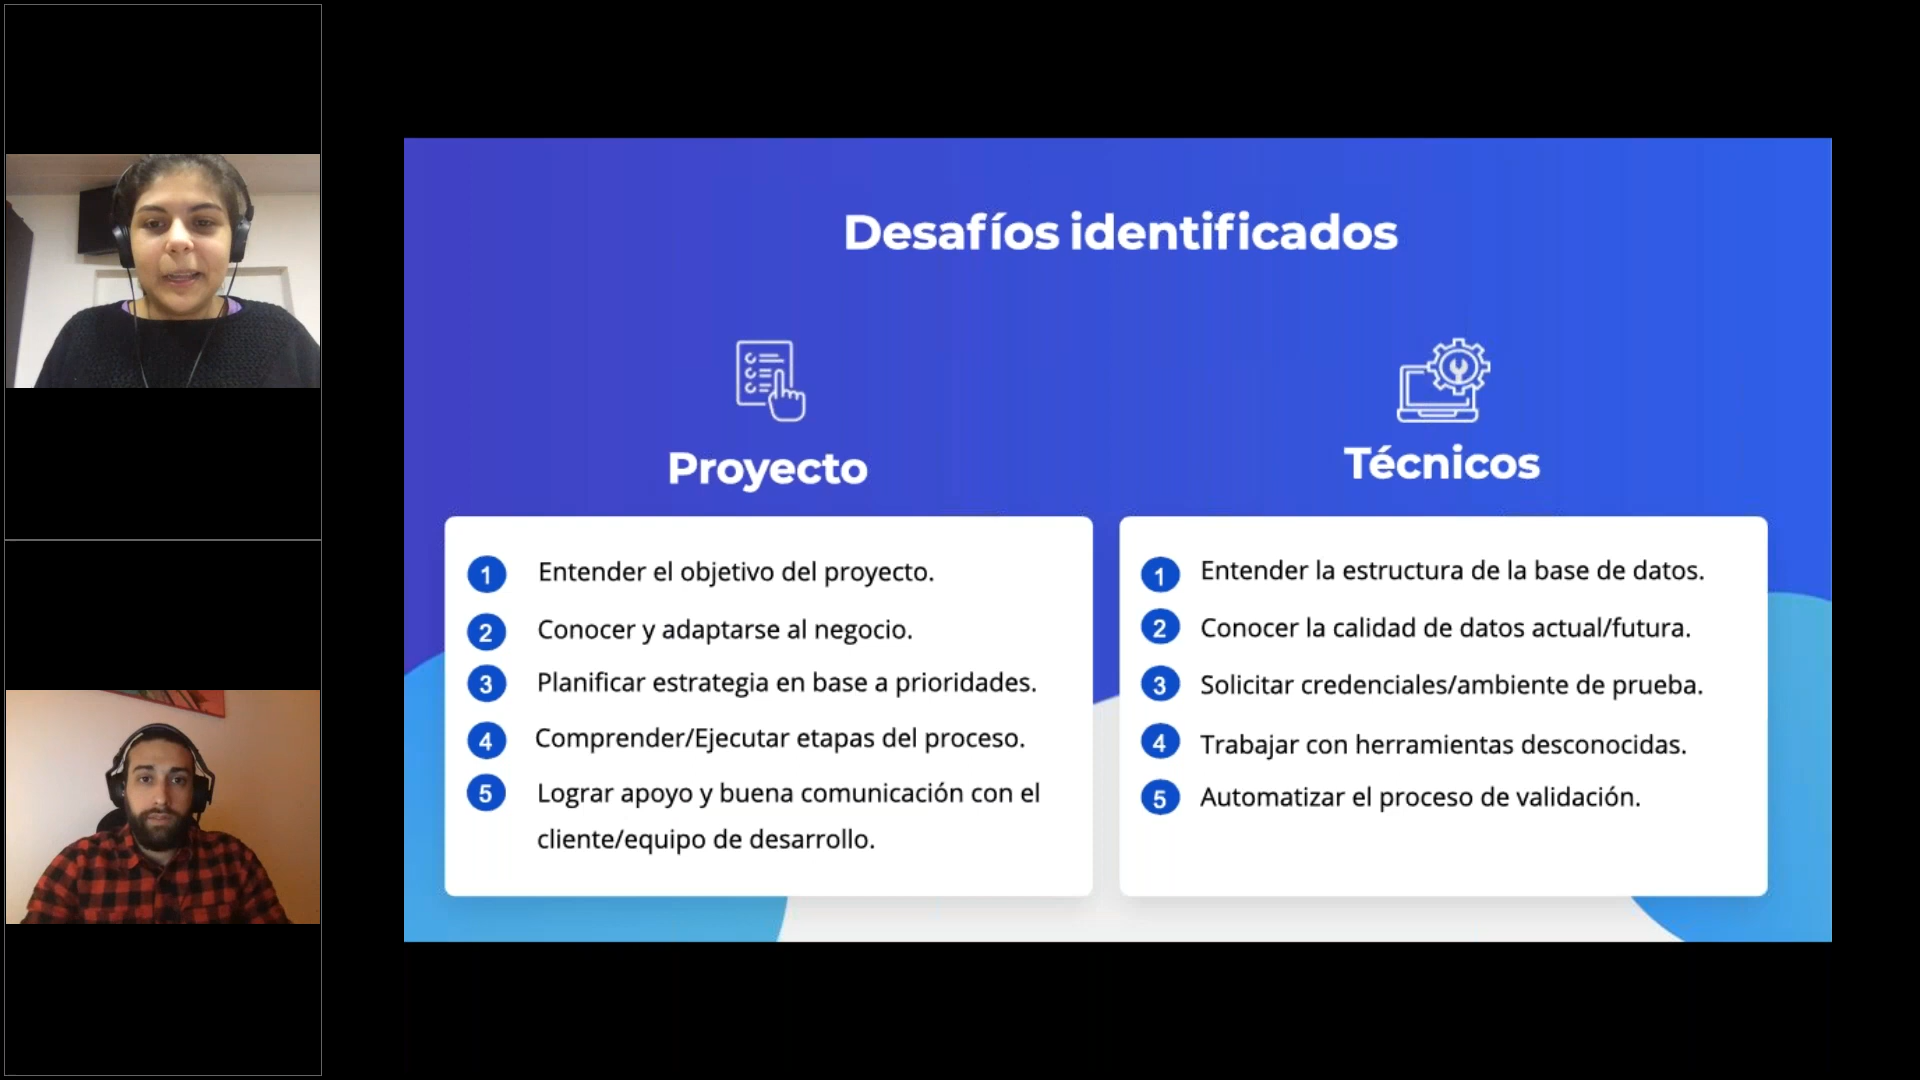 Desafíos identificados
Proyecto
1 Entender el objetivo del proyecto.
2 Conocer y adaptarse al negocio.
3 Planificar estrategia en base a prioridades.
4 Comprender/Ejecutar etapas del proceso.
5 Lograr apoyo y buena comunicación con el
cliente/equipo de desarrollo.
Técnicos
1 Entender la estructura de la base de datos.
2 Conocer la calidad de datos actual/futura.
3 Solicitar credenciales/ambiente de prueba.
4 Trabajar con herramientas desconocidas.
5 Automatizar el proceso de validación.